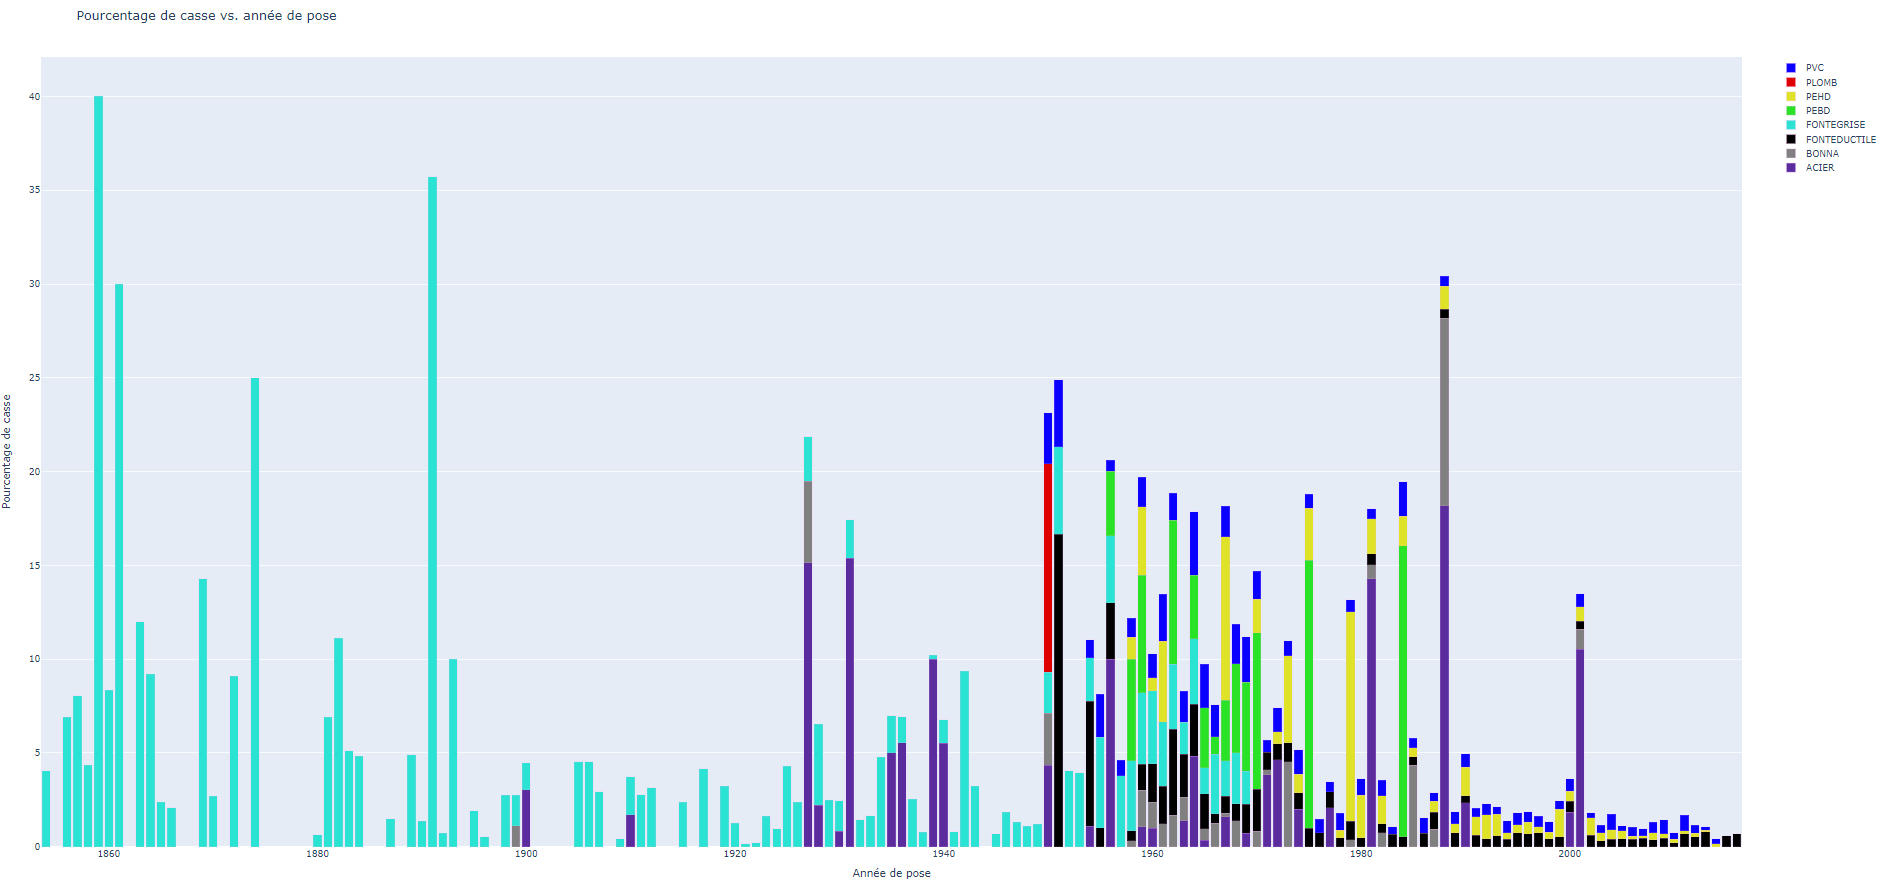 Pourcentage de casse vs. année de pose
PVC
PLOMB
PEHD
PEBD
FONTEGRISE
FONTEDUCTILE
BONNA
ACIER
40
35
30
25
20
15
10
5
0
Pourcentage de casse
1860
1880
1900
1920
1940
1960
1980
2000
Année de pose